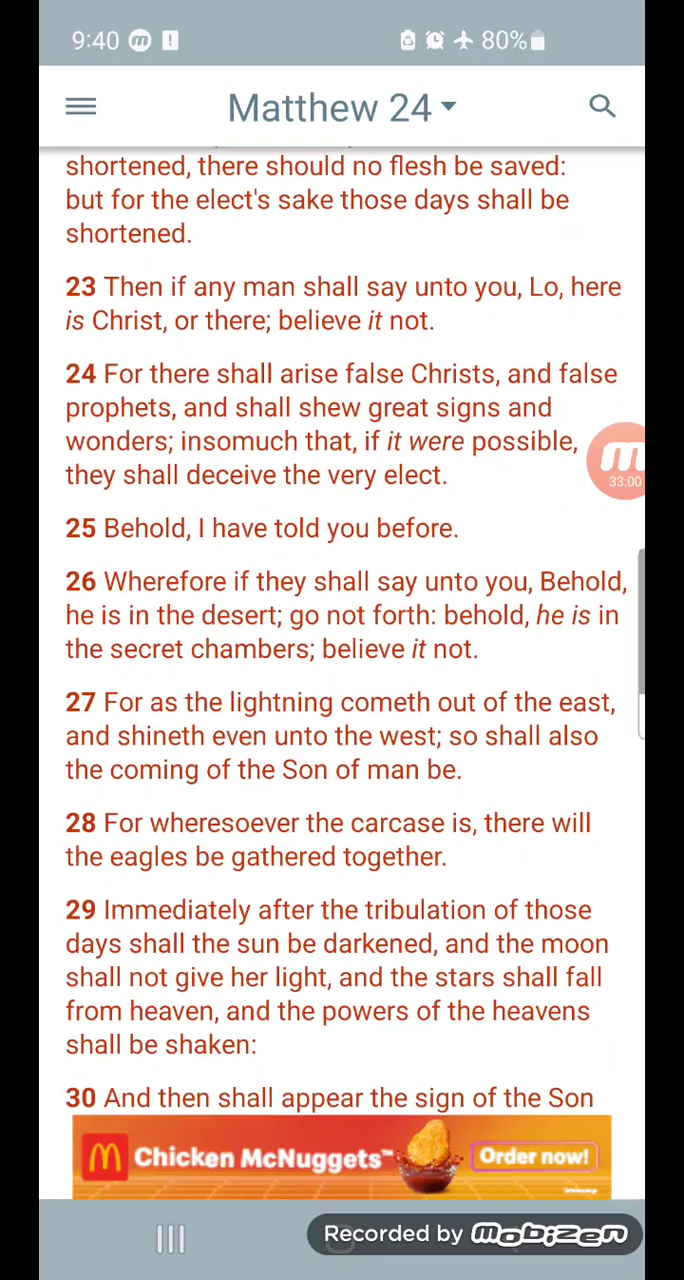 9:40
80%
Matthew 24
shortened, there should no flesh be saved:
but for the elect's sake those days shall be
shortened.
23 Then if any man shall say unto you, Lo, here
is Christ, or there; believe it not.
24 For there shall arise false Christs, and false
prophets, and shall shew great signs and
wonders; insomuch that, if it were possible,
they shall deceive the very elect.
33:00
25 Behold, I have told you before.
26 Wherefore if they shall say unto you, Behold,
he is in the desert; go not forth: behold, he is in
the secret chambers; believe it not.
27 For as the lightning cometh out of the east,
and shineth even unto the west; so shall also
the coming of the Son of man be.
28 For wheresoever the carcase is, there will
the eagles be gathered together.
29 Immediately after the tribulation of those
days shall the sun be darkened, and the moon
shall not give her light, and the stars shall fall
from heaven, and the powers of the heavens
shall be shaken:
30 And then shall appear the sign of the Son
Chicken McNuggets™ Order now!
Recorded by mobizen